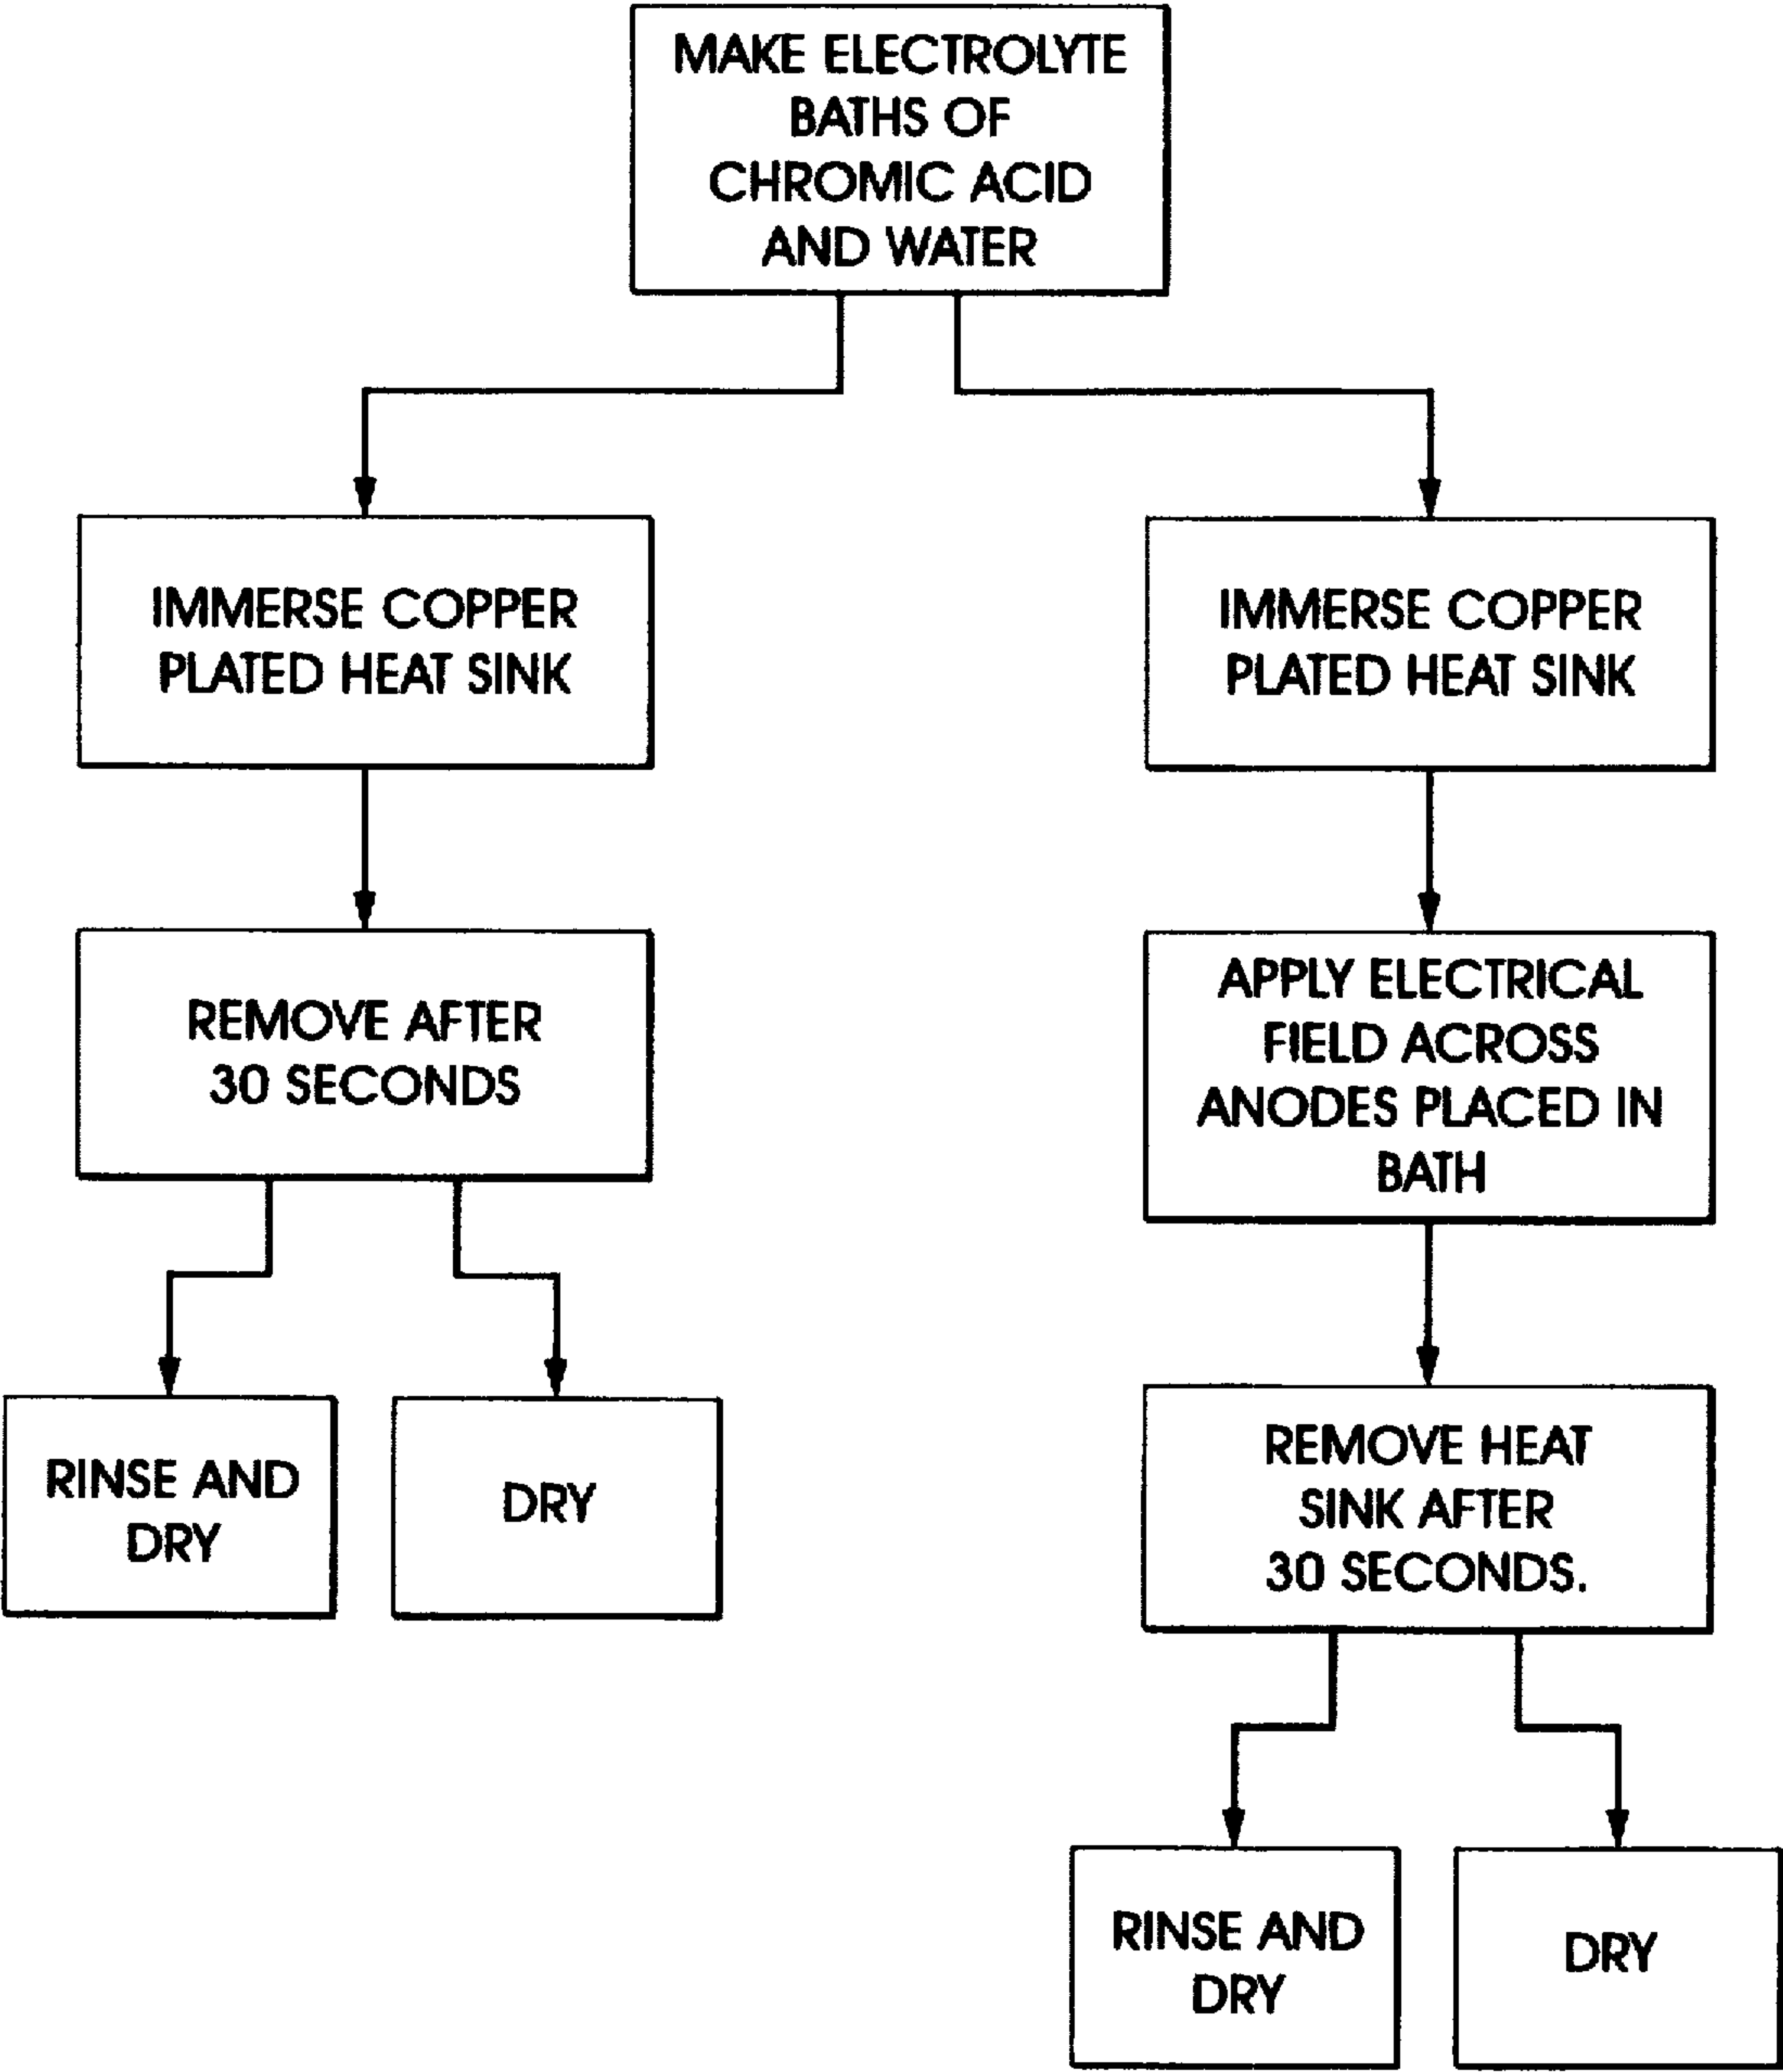 MAKE ELECTROLYTE
BATHS OF
CHROMIC ACID
AND WATER
IMMERSE COPPER
PLATED HEAT SINK
IMMERSE COPPER
PLATED HEAT SINK
REMOVE AFTER
30 SECONDS
APPLY ELECTRICAL
FIELD ACROSS
ANODES PLACED IN
BATH
RINSE AND
DRY
DRY
REMOVE HEAT
SINK AFTER
30 SECONDS.
RINSE AND
DRY
DRY